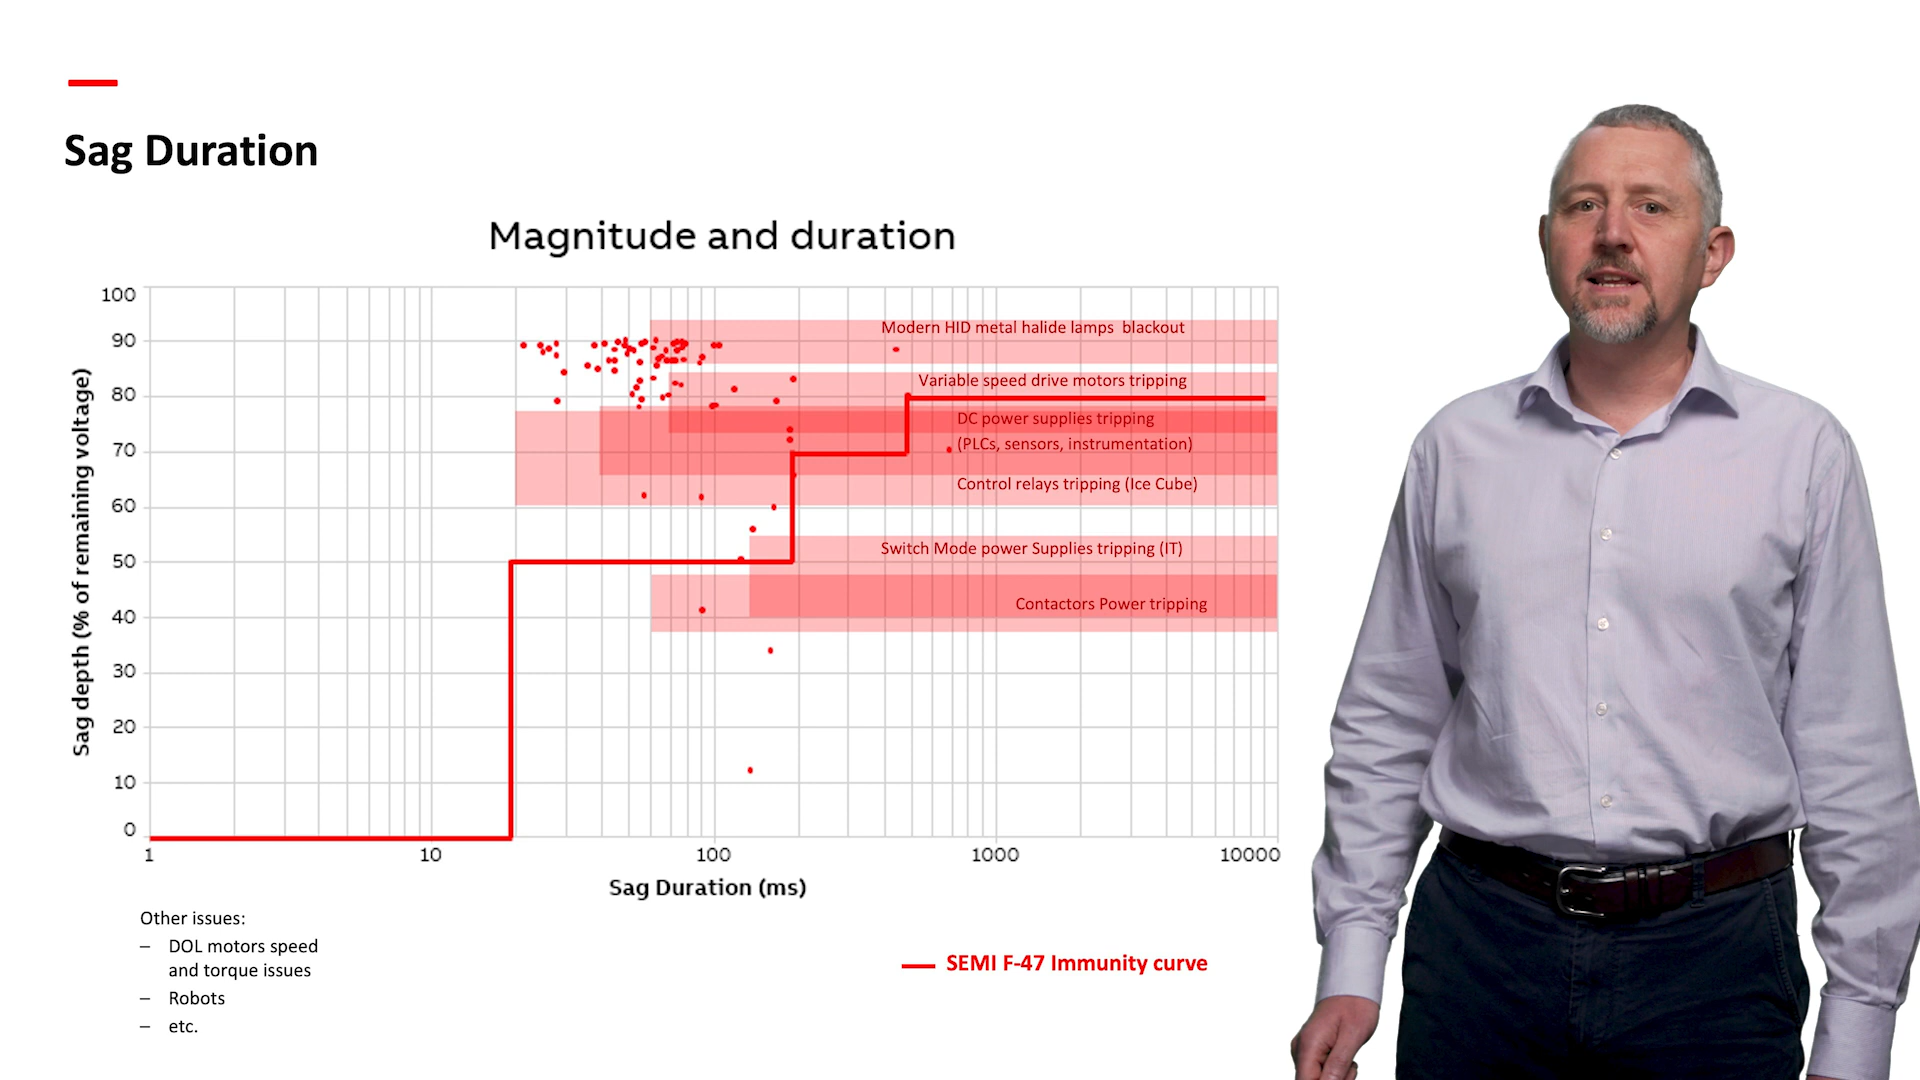 Sag Duration
Magnitude and duration
Sag depth (% of remaining voltage)
100
90
80
70
60
50
40
30
20
10
0
Modern HID metal halide lamps  blackout
Variable speed drive motors tripping
DC power supplies tripping
(PLCs, sensors, instrumentation)
Control relays tripping (Ice Cube)
Switch Mode power Supplies tripping (IT)
Contactors Power tripping
1
10
100
1000
10000
Sag Duration (ms)
Other issues:
– DOL motors speed
and torque issues
– Robots
– etc.
SEMI F-47 Immunity curve